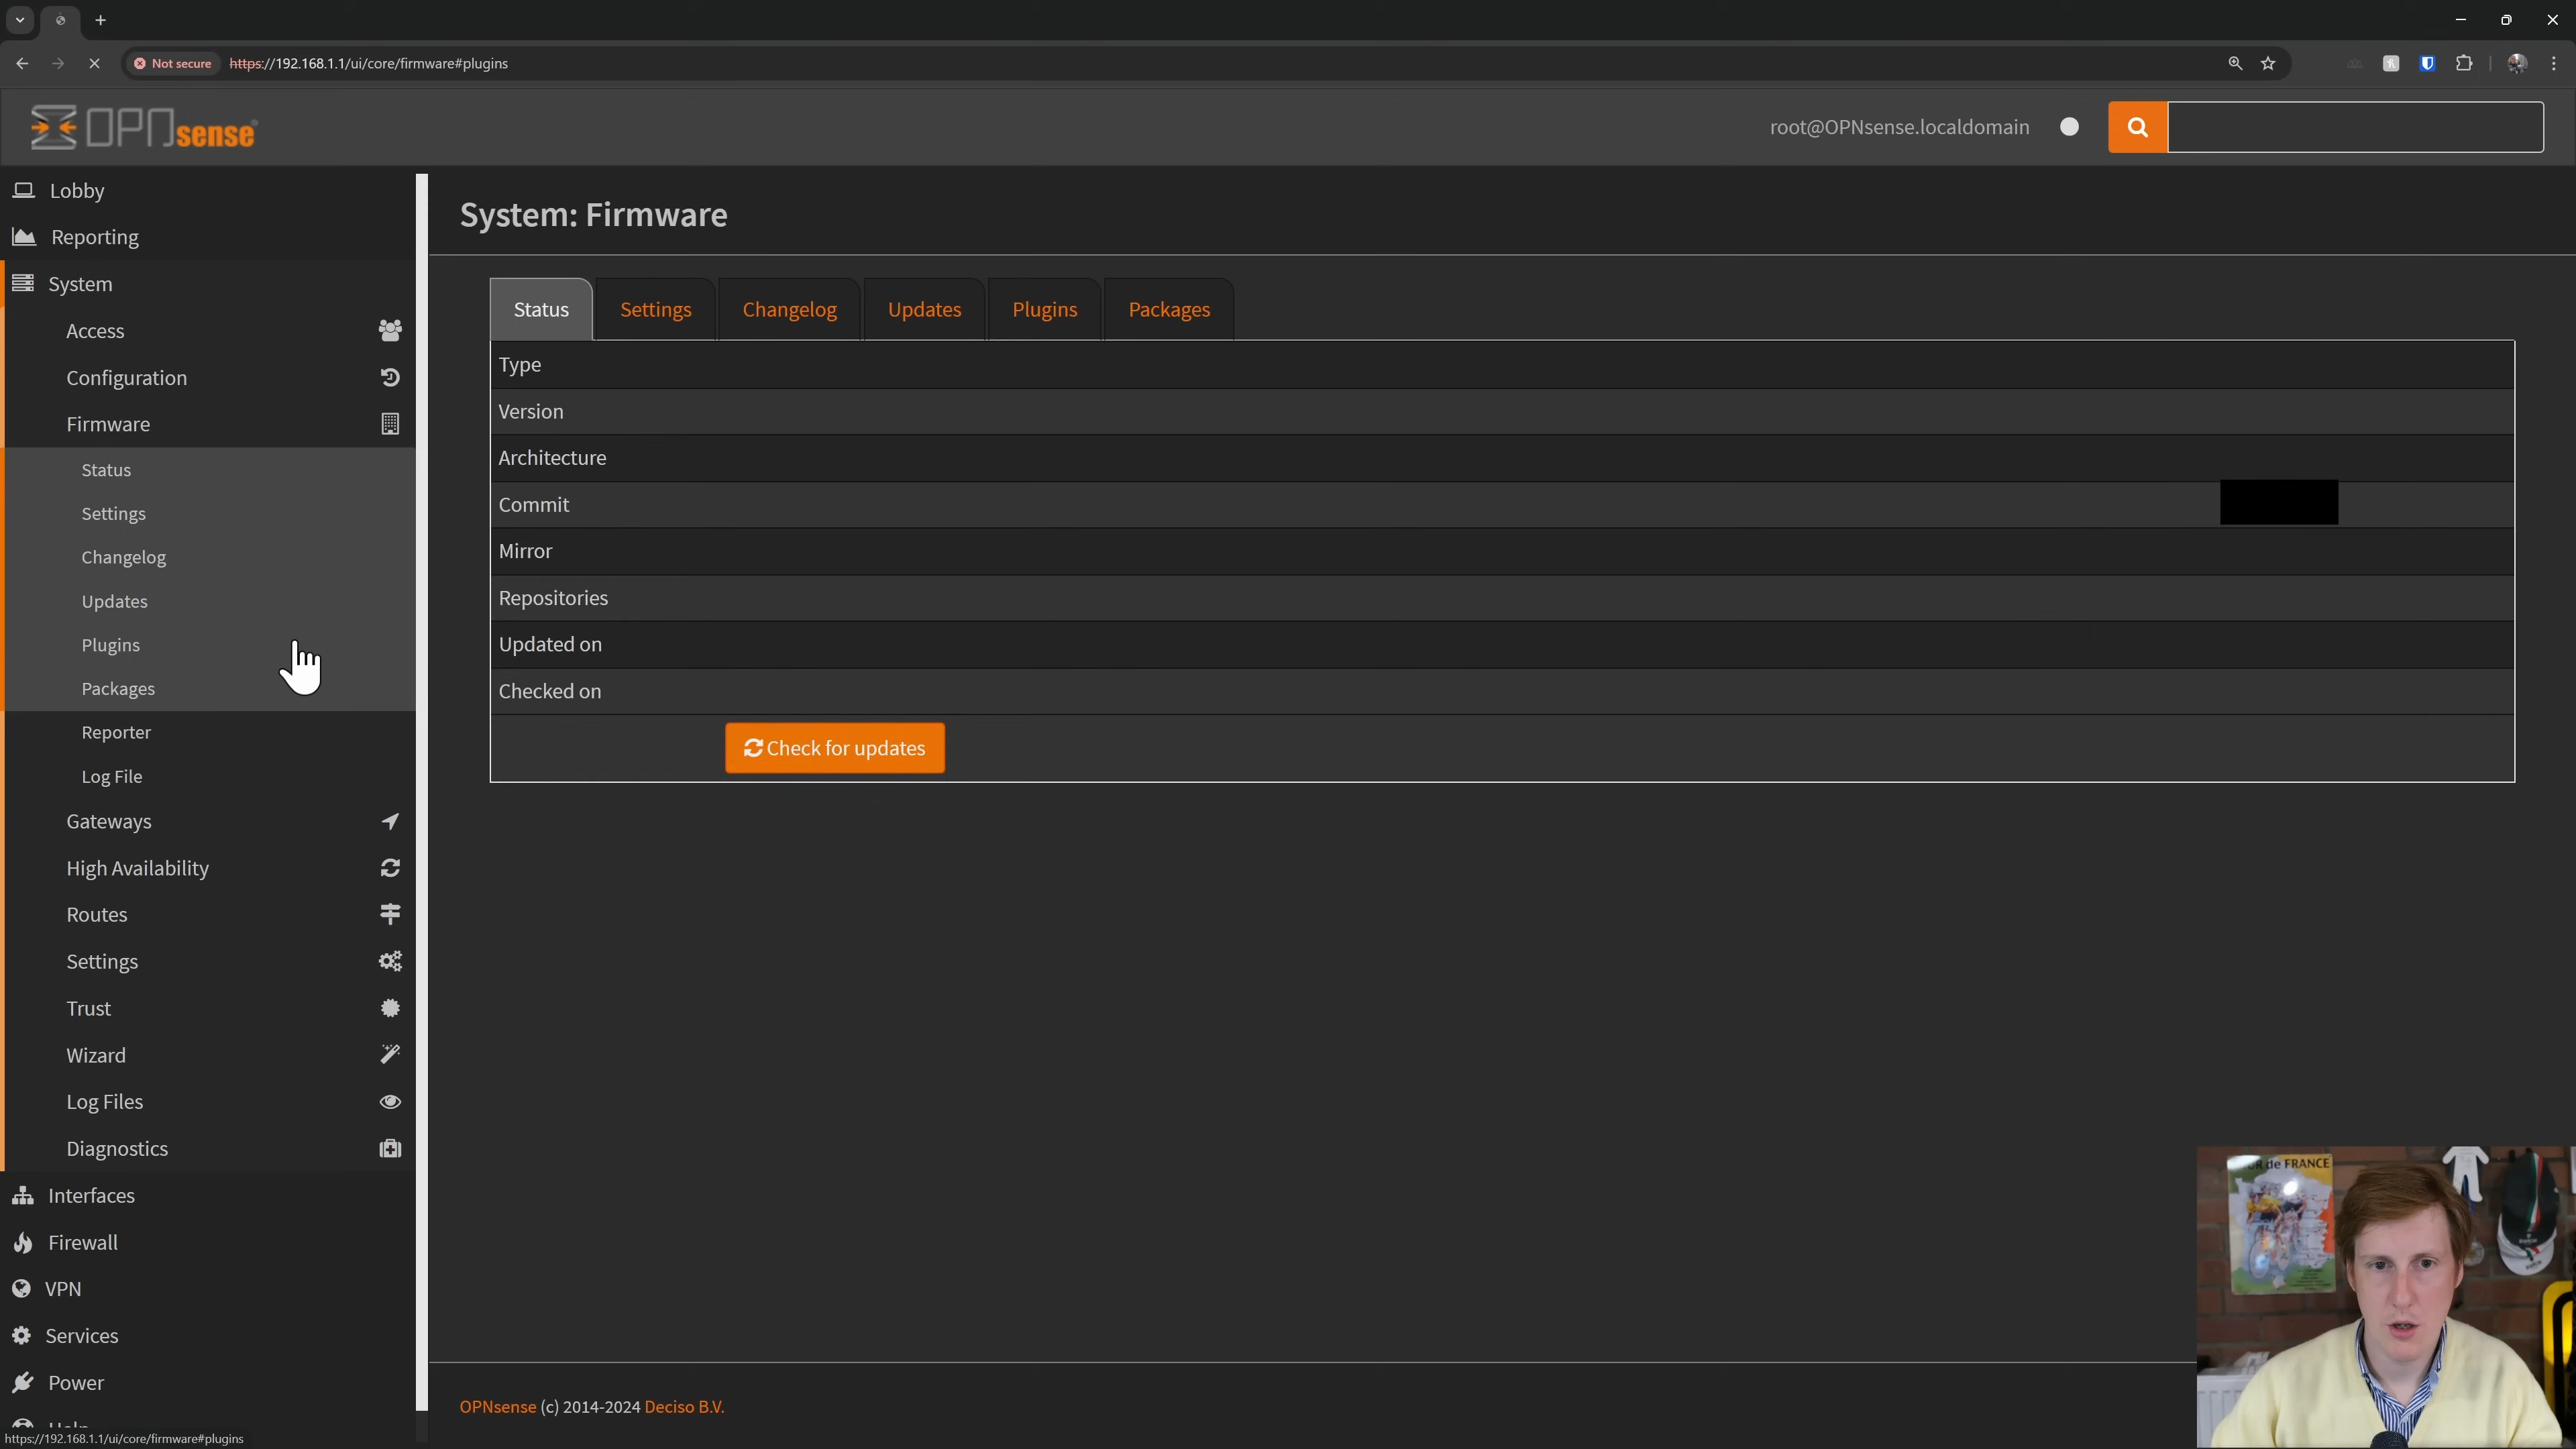 Not secure https://192.168.1.1/ui/core/firmware#plugins
OPNsense
root@OPNsense.localdomain
Lobby
Reporting
System
Access
Configuration
Firmware
Status
Settings
Changelog
Updates
Plugins
Packages
Reporter
Log File
Gateways
High Availability
Routes
Settings
Trust
Wizard
Log Files
Diagnostics
Interfaces
Firewall
VPN
Services
Power
Help
https://192.168.1.1/ui/core/firmware#plugins
System: Firmware
Status Settings Changelog Updates Plugins Packages
Type
Version
Architecture
Commit
Mirror
Repositories
Updated on
Checked on
Check for updates
OPNsense (c) 2014-2024 Deciso B.V.
de FRANCE